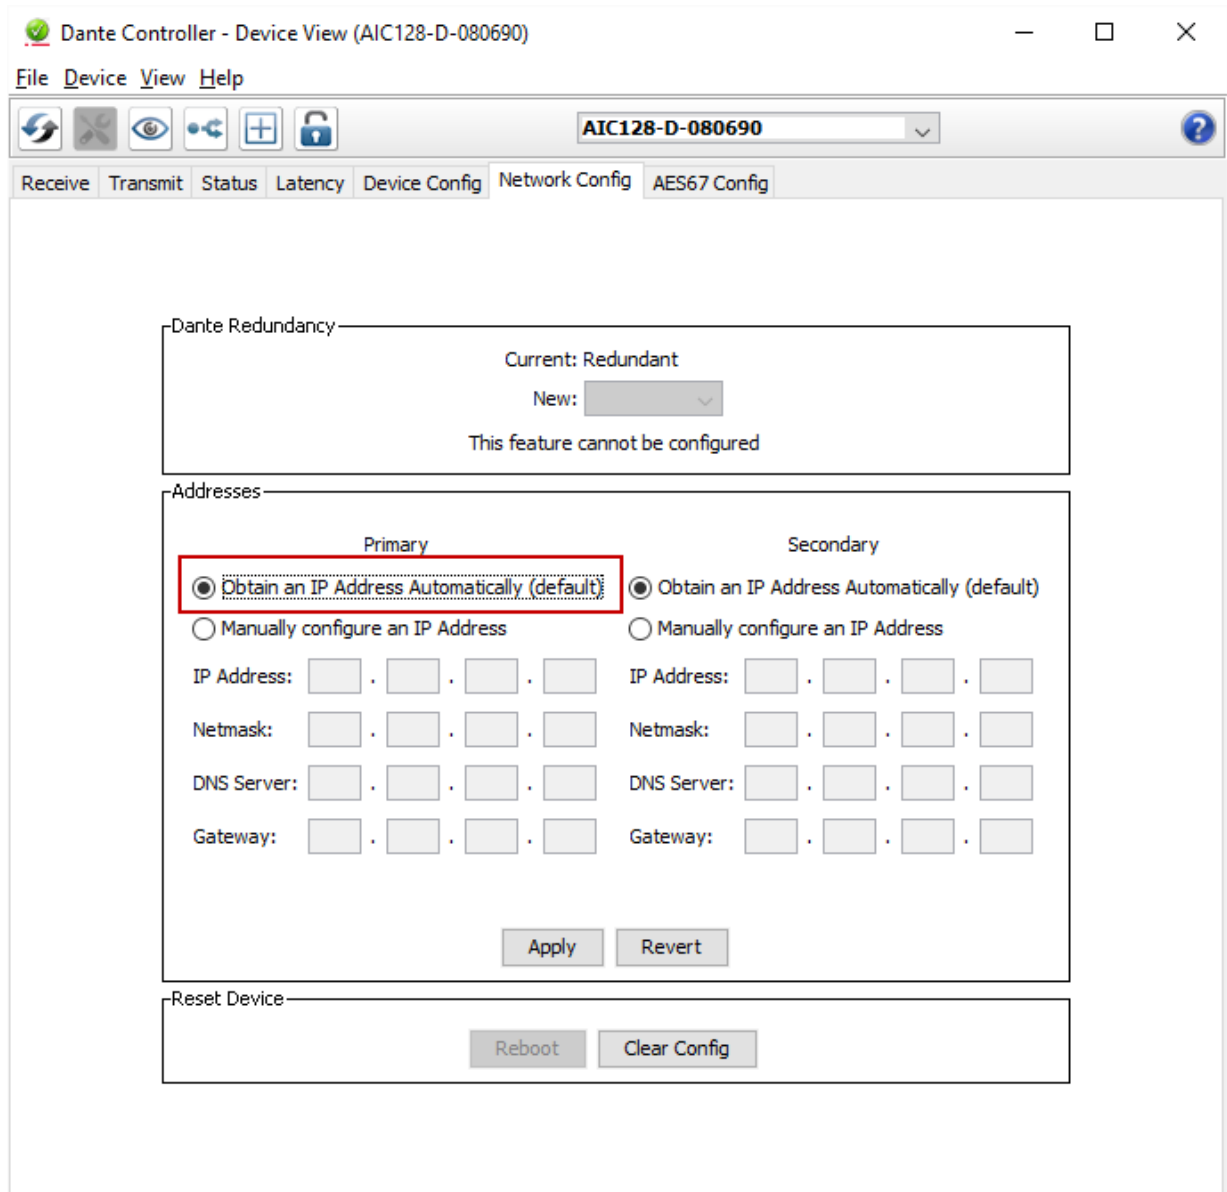 Dante Controller - Device View (AIC128-D-080690)
File Device View Help
AIC128-D-080690
?
Receive Transmit Status Latency Device Config Network Config AES67 Config
Dante Redundancy
Current: Redundant
New:
This feature cannot be configured
Addresses
Primary Secondary
Obtain an IP Address Automatically (default) Obtain an IP Address Automatically (default)
Manually configure an IP Address Manually configure an IP Address
IP Address: . . . IP Address: . . .
Netmask: . . . Netmask: . . .
DNS Server: . . . DNS Server: . . .
Gateway: . . . Gateway: . . .
Apply Revert
Reset Device
Reboot Clear Config